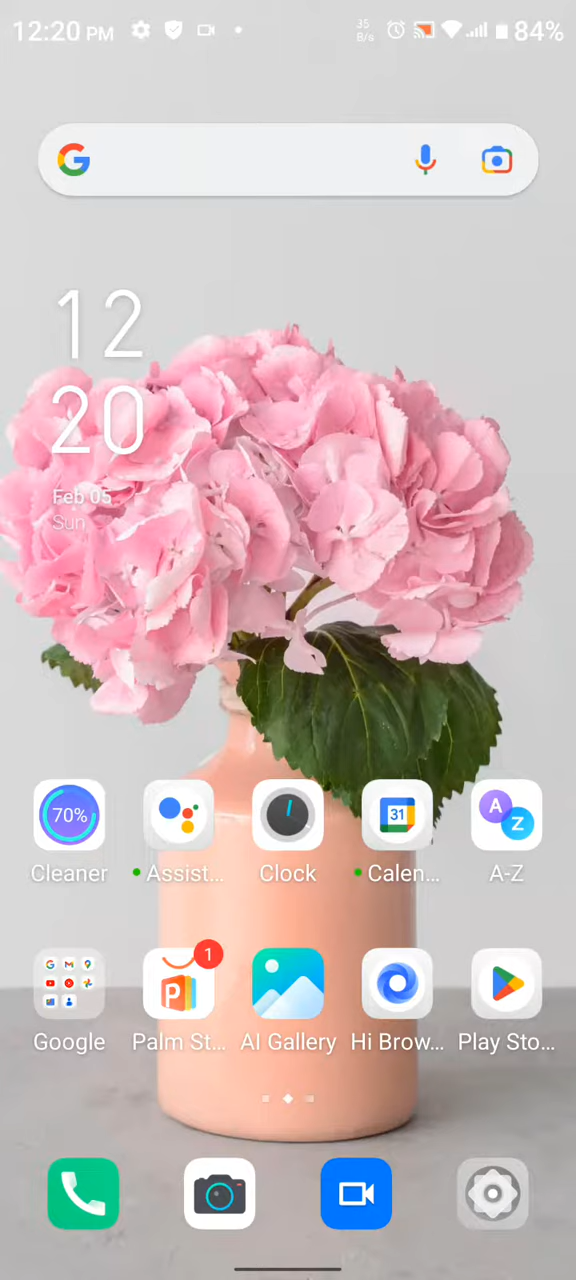 12:20 PM 35 B/s 84%
12
20
Feb 05
Sun
70% 31 A Z
Cleaner Assist... Clock Calen... A-Z
1
Google Palm St... AI Gallery Hi Brow... Play Sto...